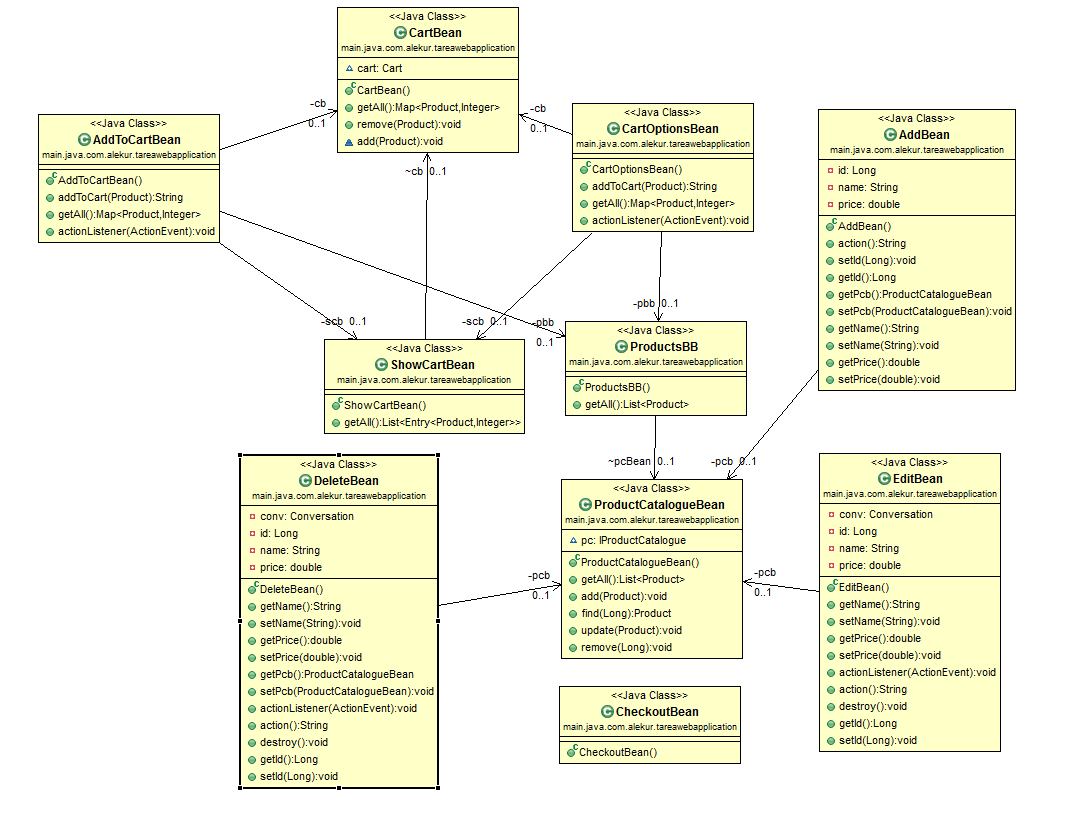 <<Java Class>>
CartBean
main.java.com.alekur.tareawebapplication
cart: Cart
CartBean()
getAll():Map<Product,Integer>
remove(Product):void
add(Product):void
-cb
0..1
-cb
0..1
~cb 0..1
<<Java Class>>
AddToCartBean
main.java.com.alekur.tareawebapplication
AddToCartBean()
addToCart(Product):String
getAll():Map<Product,Integer>
actionListener(ActionEvent):void
<<Java Class>>
CartOptionsBean
main.java.com.alekur.tareawebapplication
CartOptionsBean()
addToCart(Product):String
getAll():Map<Product,Integer>
actionListener(ActionEvent):void
<<Java Class>>
AddBean
main.java.com.alekur.tareawebapplication
id: Long
name: String
price: double
AddBean()
action():String
setId(Long):void
getId():Long
getPcb():ProductCatalogueBean
setPcb(ProductCatalogueBean):void
getName():String
setName(String):void
getPrice():double
setPrice(double):void
-scb 0..1
-scb 0..1
-pbb
0..1
-pbb 0..1
<<Java Class>>
ShowCartBean
main.java.com.alekur.tareawebapplication
ShowCartBean()
getAll():List<Entry<Product,Integer>>
<<Java Class>>
ProductsBB
main.java.com.alekur.tareawebapplication
ProductsBB()
getAll():List<Product>
~pcBean 0..1
-pcb 0..1
<<Java Class>>
DeleteBean
main.java.com.alekur.tareawebapplication
conv: Conversation
id: Long
name: String
price: double
DeleteBean()
getName():String
setName(String):void
getPrice():double
setPrice(double):void
getPcb():ProductCatalogueBean
setPcb(ProductCatalogueBean):void
actionListener(ActionEvent):void
action():String
destroy():void
getId():Long
setId(Long):void
-pcb
0..1
<<Java Class>>
ProductCatalogueBean
main.java.com.alekur.tareawebapplication
pc: IProductCatalogue
ProductCatalogueBean()
getAll():List<Product>
add(Product):void
find(Long):Product
update(Product):void
remove(Long):void
-pcb
0..1
<<Java Class>>
EditBean
main.java.com.alekur.tareawebapplication
conv: Conversation
id: Long
name: String
price: double
EditBean()
getName():String
setName(String):void
getPrice():double
setPrice(double):void
actionListener(ActionEvent):void
action():String
destroy():void
getId():Long
setId(Long):void
<<Java Class>>
CheckoutBean
main.java.com.alekur.tareawebapplication
CheckoutBean()